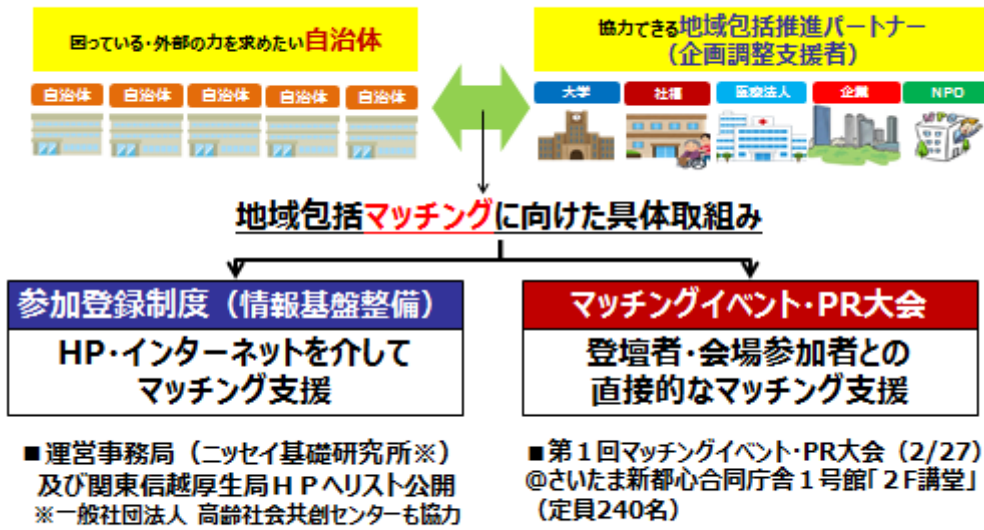 困っている・外部の力を求めたい自治体
協力できる地域包括推進パートナー
（企画調整支援者）
自治体 自治体 自治体 自治体 自治体
大学 社福 医療法人 企業 NPO
NPO
地域包括マッチングに向けた具体取組み
参加登録制度（情報基盤整備）
HP・インターネットを介して
マッチング支援
■運営事務局（ニッセイ基礎研究所※）
及び関東信越厚生局ＨＰへリスト公開
※一般社団法人 高齢社会共創センターも協力
マッチングイベント・PR大会
登壇者・会場参加者との
直接的なマッチング支援
■第１回マッチングイベント・PR大会（2/27）
@さいたま新都心合同庁舎１号館「２F講堂」
（定員240名）